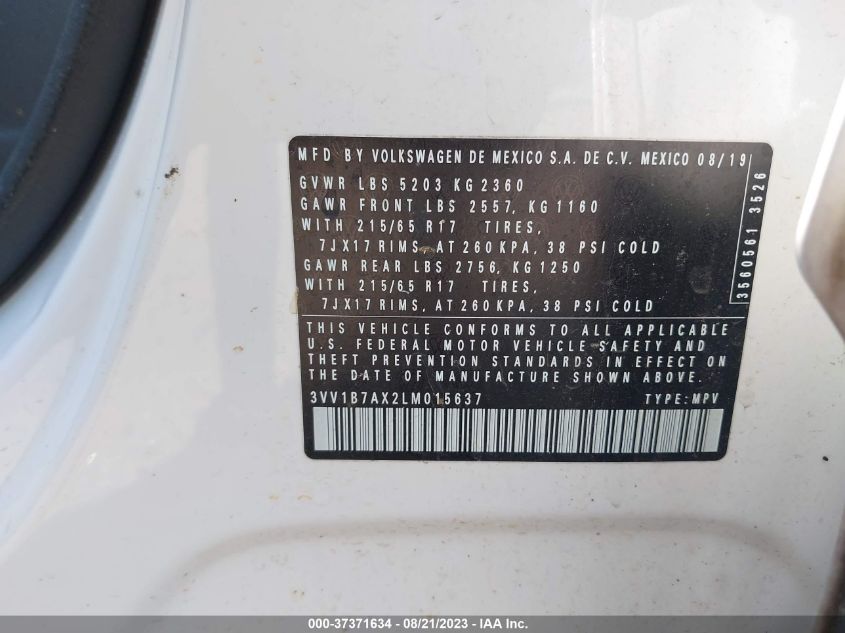 MFD BY VOLKSWAGEN DE MEXICO S.A. DE C.V. MEXICO 08/19
GVWR LBS 5203 KG 2360
GAWR FRONT LBS 2557, KG 1160
WITH 215/65 R17 TIRES,
7JX17 RIMS, AT 260 KPA, 38 PSI COLD
GAWR REAR LBS 2756, KG 1250
WITH 215/65 R17 TIRES,
7JX17 RIMS, AT 260 KPA, 38 PSI COLD
THIS VEHICLE CONFORMS TO ALL APPLICABLE
U.S. FEDERAL MOTOR VEHICLE SAFETY AND
THEFT PREVENTION STANDARDS IN EFFECT ON
THE DATE OF MANUFACTURE SHOWN ABOVE.
3VV1B7AX2LM015637 TYPE: MPV
3560561 3526
000-37371634 - 08/21/2023 - IAA Inc.